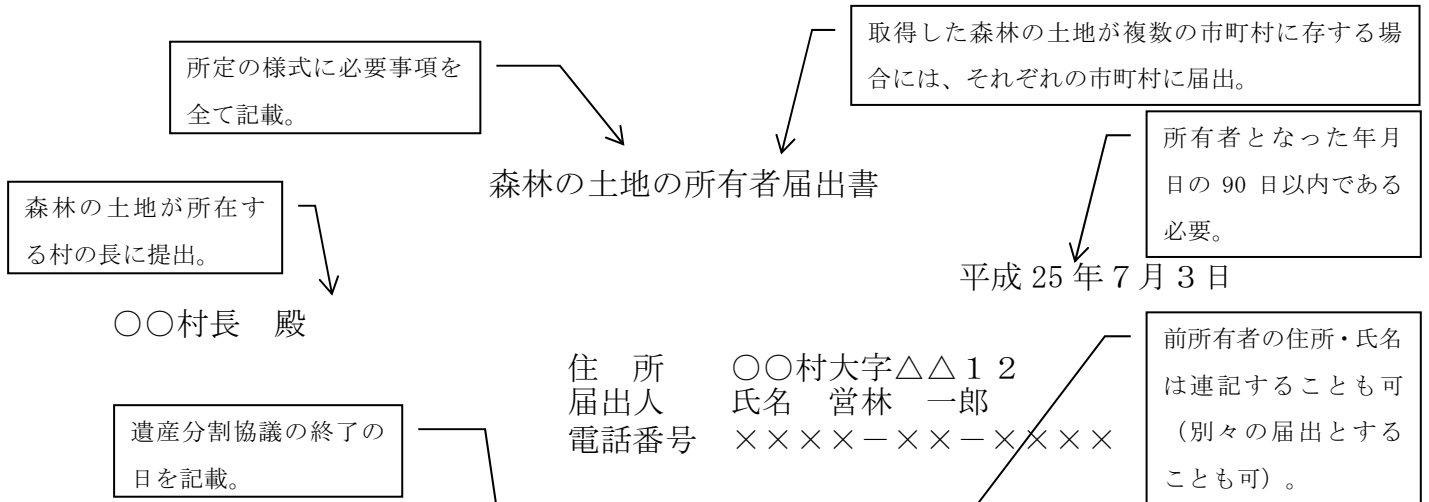 取得した森林の土地が複数の市町村に存する場
合には、それぞれの市町村に届出。
所定の様式に必要事項を
全て記載。
所有者となった年月
日の 90 日以内である
必要。
森林の土地の所有者届出書
森林の土地が所在す
る村の長に提出。
平成 25 年７月３日
○○村長　殿
前所有者の住所・氏名
は連記することも可
（別々の届出とする
ことも可）。
住　所　　○○村大字△△１２
届出人　　氏名　営林　一郎
電話番号　××××－××－××××
遺産分割協議の終了の
日を記載。